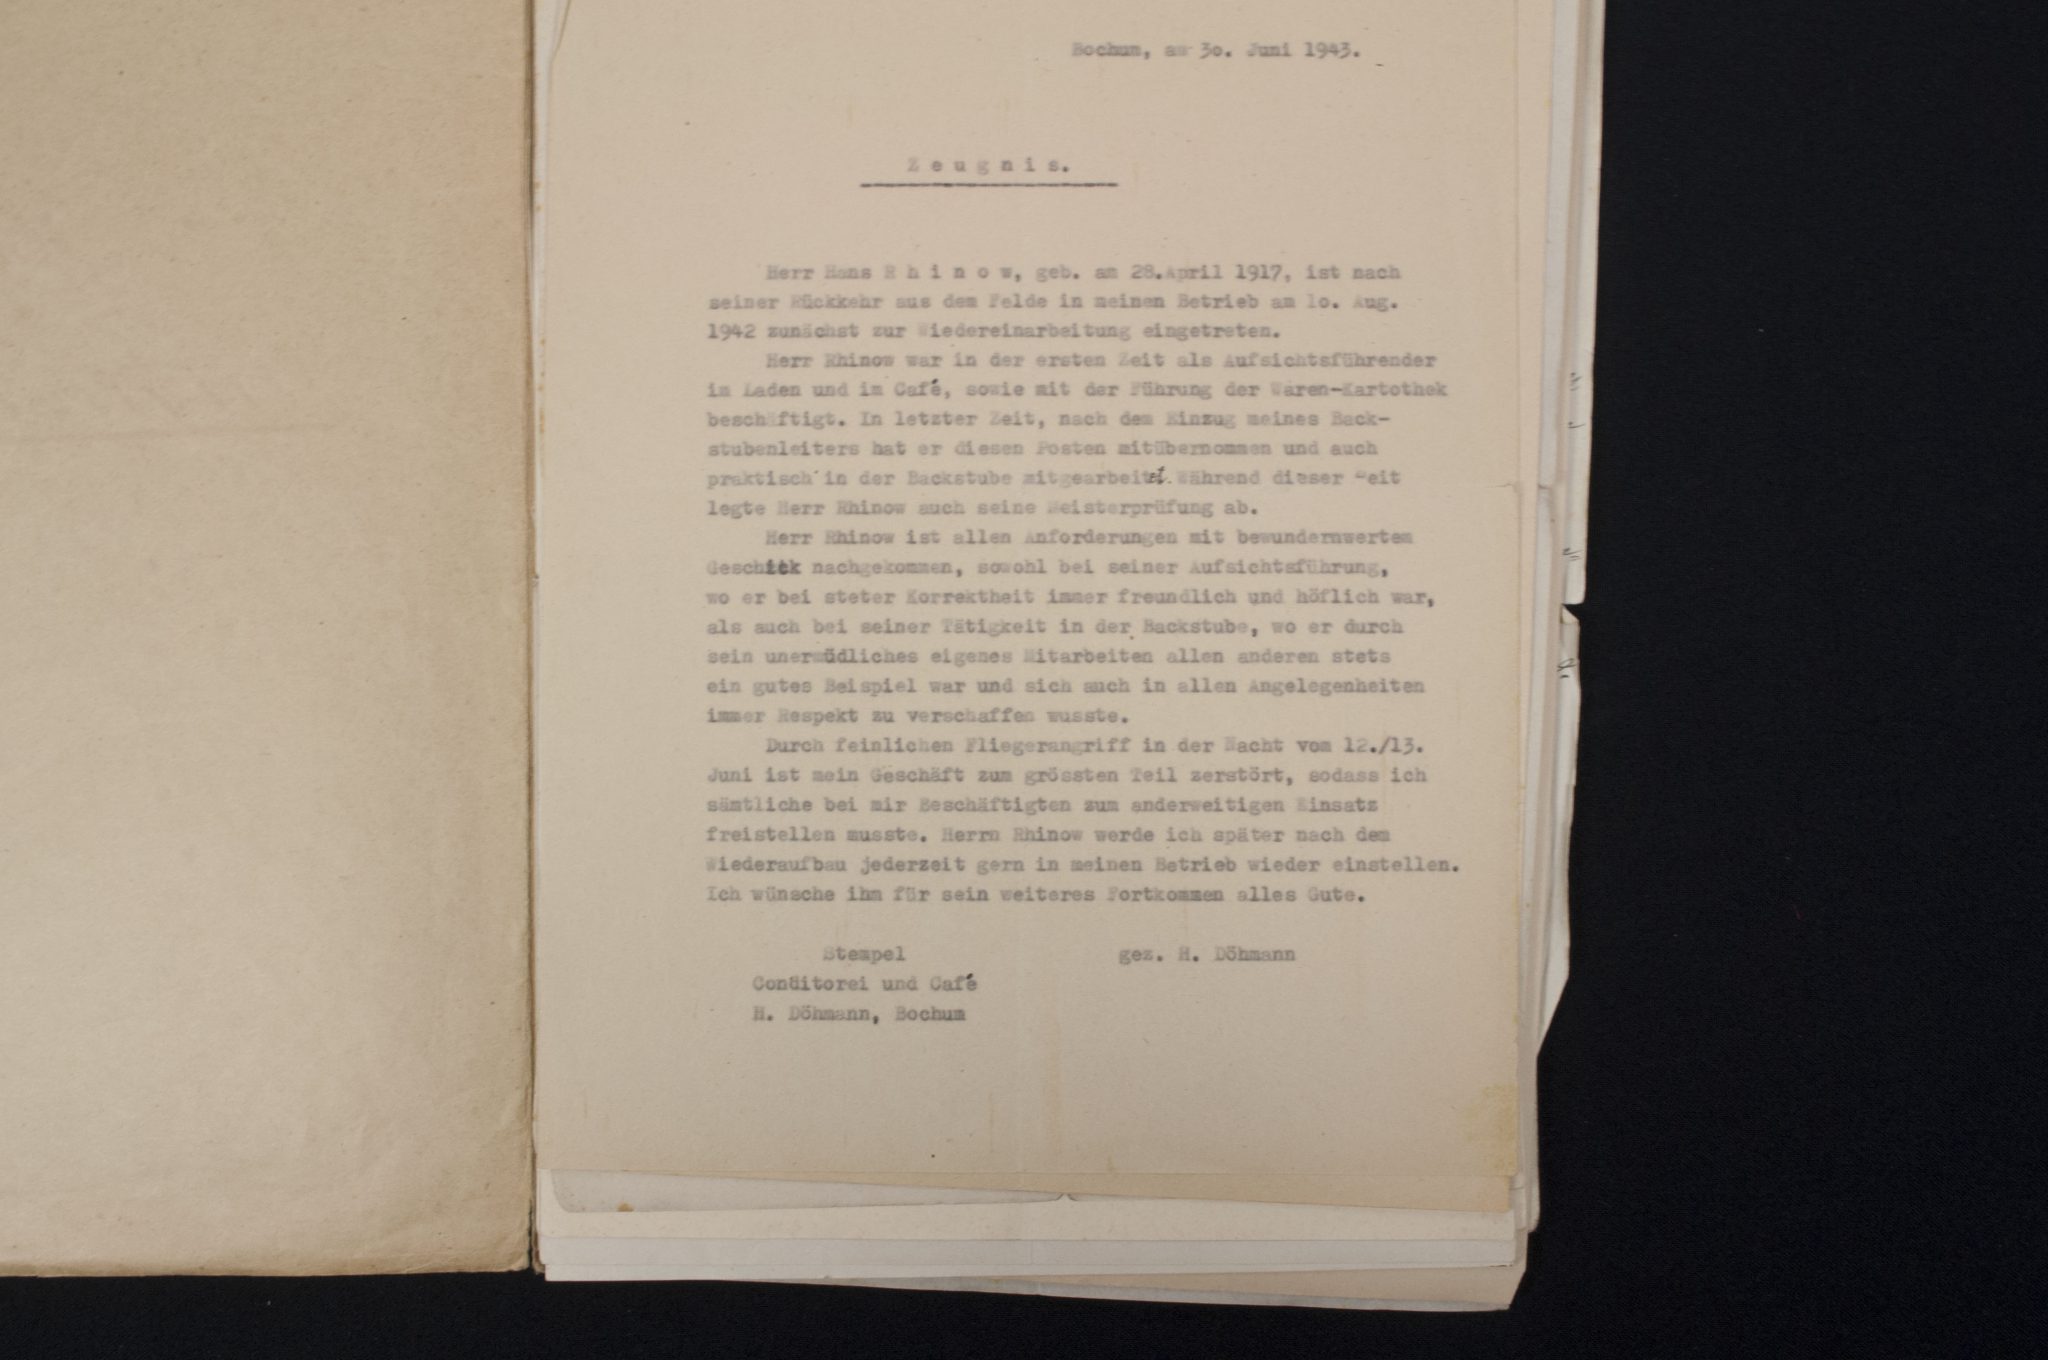 Bochum, am 3o. Juni 1943.
Z e u g n i s.
Herr Hans R h i n o w, geb. am 28.April 1917, ist nach
seiner Rückkehr aus dem Felde in meinen Betrieb am 1o. Aug.
1942 zunächst zur Wiedereinarbeitung eingetreten.
Herr Rhinow war in der ersten Zeit als Aufsichtsführender
im Laden und im Café, sowie mit der Führung der Waren-Kartothek
beschäftigt. In letzter Zeit, nach dem Einzug meines Back-
stubenleiters hat er diesen Posten mitübernommen und auch
praktisch in der Backstube mitgearbeitet. Während dieser Zeit
legte Herr Rhinow auch seine Meisterprüfung ab.
Herr Rhinow ist allen Anforderungen mit bewundernwertem
Geschick nachgekommen, sowohl bei seiner Aufsichtsführung,
wo er bei steter Korrektheit immer freundlich und höflich war,
als auch bei seiner Tätigkeit in der Backstube, wo er durch
sein unermüdliches eigenes Mitarbeiten allen anderen stets
ein gutes Beispiel war und sich auch in allen Angelegenheiten
immer Respekt zu verschaffen wusste.
Durch feinlichen Fliegerangriff in der Nacht vom 12./13.
Juni ist mein Geschäft zum grössten Teil zerstört, sodass ich
sämtliche bei mir Beschäftigten zum anderweitigen Einsatz
freistellen musste. Herrn Rhinow werde ich später nach dem
Wiederaufbau jederzeit gern in meinen Betrieb wieder einstellen.
Ich wünsche ihm für sein weiteres Fortkommen alles Gute.
Stempel gez. H. Döhmann
Conditorei und Café
H. Döhmann, Bochum